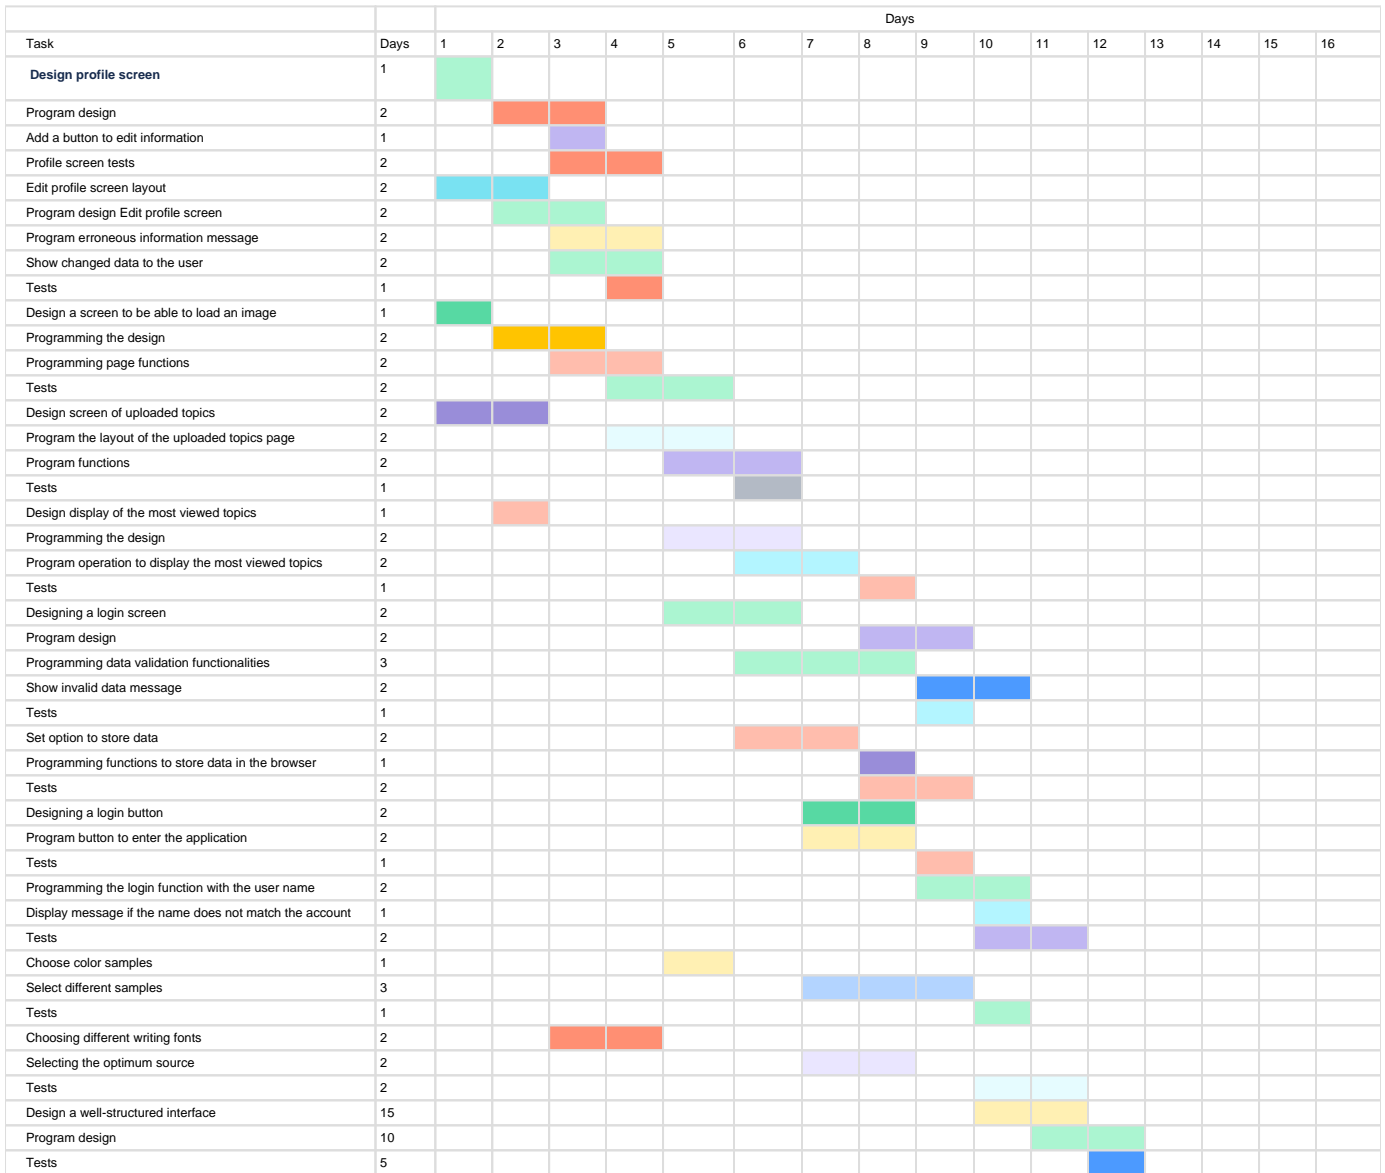 Days
Task Days 1 2 3 4 5 6 7 8 9 10 11 12 13 14 15 16
Design profile screen 1
Program design 2
Add a button to edit information 1
Profile screen tests 2
Edit profile screen layout 2
Program design Edit profile screen 2
Program erroneous information message 2
Show changed data to the user 2
Tests 1
Design a screen to be able to load an image 1
Programming the design 2
Programming page functions 2
Tests 2
Design screen of uploaded topics 2
Program the layout of the uploaded topics page 2
Program functions 2
Tests 1
Design display of the most viewed topics 1
Programming the design 2
Program operation to display the most viewed topics 2
Tests 1
Designing a login screen 2
Program design 2
Programming data validation functionalities 3
Show invalid data message 2
Tests 1
Set option to store data 2
Programming functions to store data in the browser 1
Tests 2
Designing a login button 2
Program button to enter the application 2
Tests 1
Programming the login function with the user name 2
Display message if the name does not match the account 1
Tests 2
Choose color samples 1
Select different samples 3
Tests 1
Choosing different writing fonts 2
Selecting the optimum source 2
Tests 2
Design a well-structured interface 15
Program design 10
Tests 5